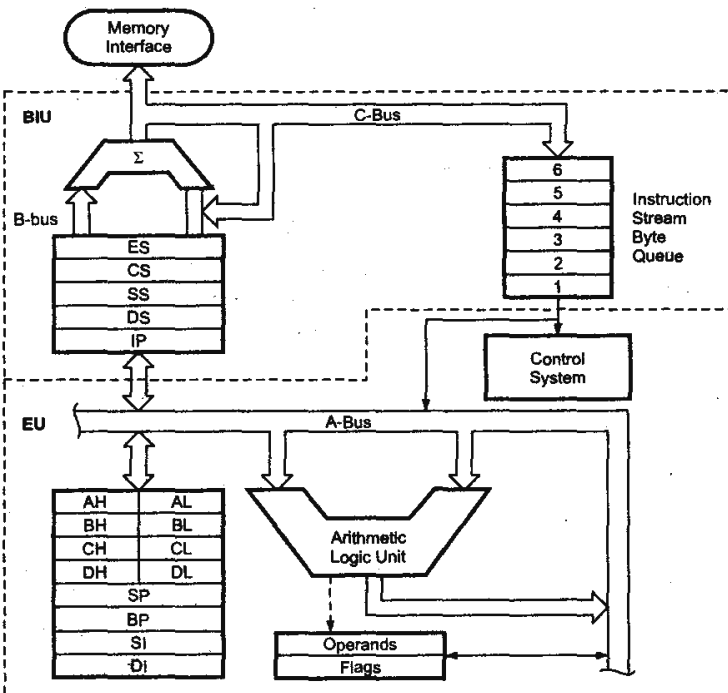 Memory
Interface
BIU
C-Bus
Σ
B-bus
6
5
4
3
2
1
Instruction
Stream
Byte
Queue
ES
CS
SS
DS
IP
Control
System
EU
A-Bus
AH AL
BH BL
CH CL
DH DL
SP
BP
SI
DI
Arithmetic
Logic Unit
Operands
Flags